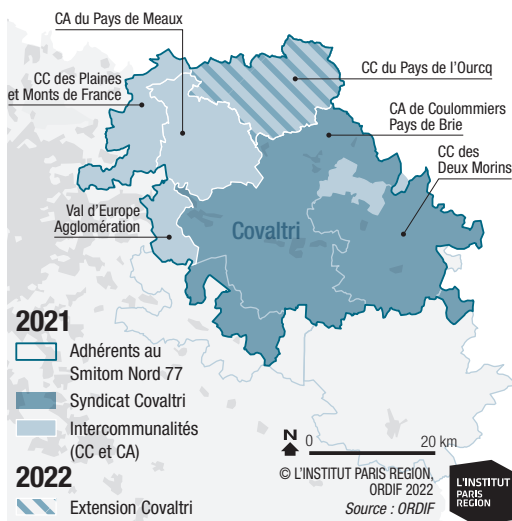 CA du Pays de Meaux
CC des Plaines
et Monts de France
CC du Pays de l'Ourcq
CA de Coulommiers
Pays de Brie
CC des
Deux Morins
Val d'Europe
Agglomération
Covaltri
2021
Adhérents au
Smitom Nord 77
Syndicat Covaltri
Intercommunalités
(CC et CA)
2022
Extension Covaltri
N
0 20 km
© L'INSTITUT PARIS REGION,
ORDIF 2022
Source : ORDIF
L'INSTITUT
PARIS
REGION